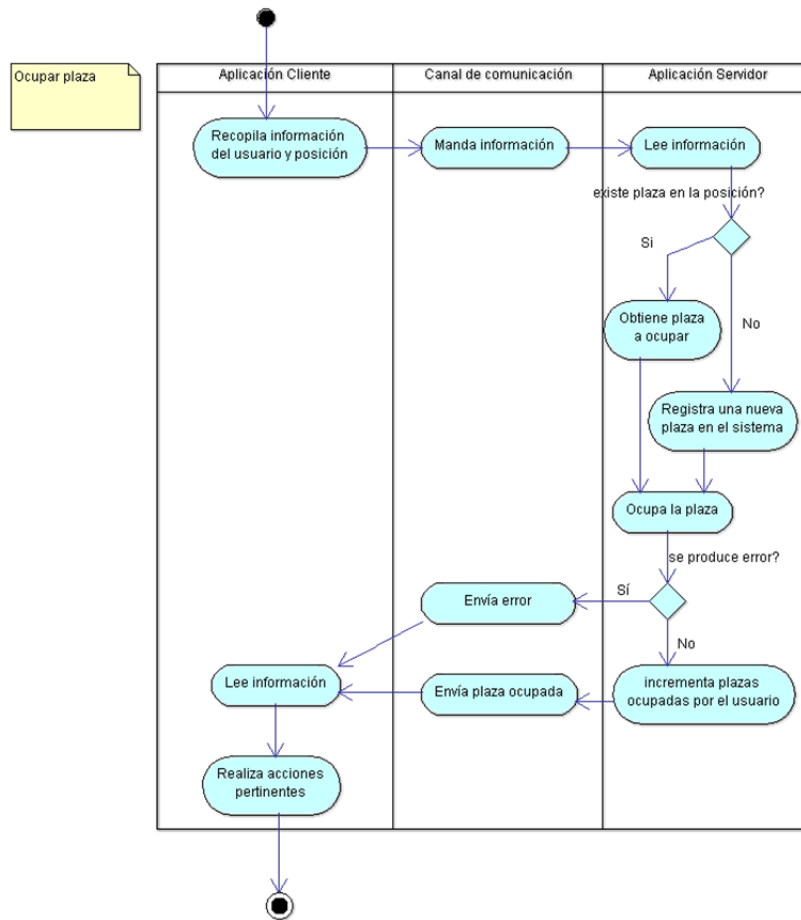 Ocupar plaza
Aplicación Cliente
Canal de comunicación
Aplicación Servidor
Recopila información
del usuario y posición
Manda información
Lee información
existe plaza en la posición?
Si
No
Obtiene plaza
a ocupar
Registra una nueva
plaza en el sistema
Ocupa la plaza
se produce error?
Sí
No
Envía error
incrementa plazas
ocupadas por el usuario
Envía plaza ocupada
Lee información
Realiza acciones
pertinentes